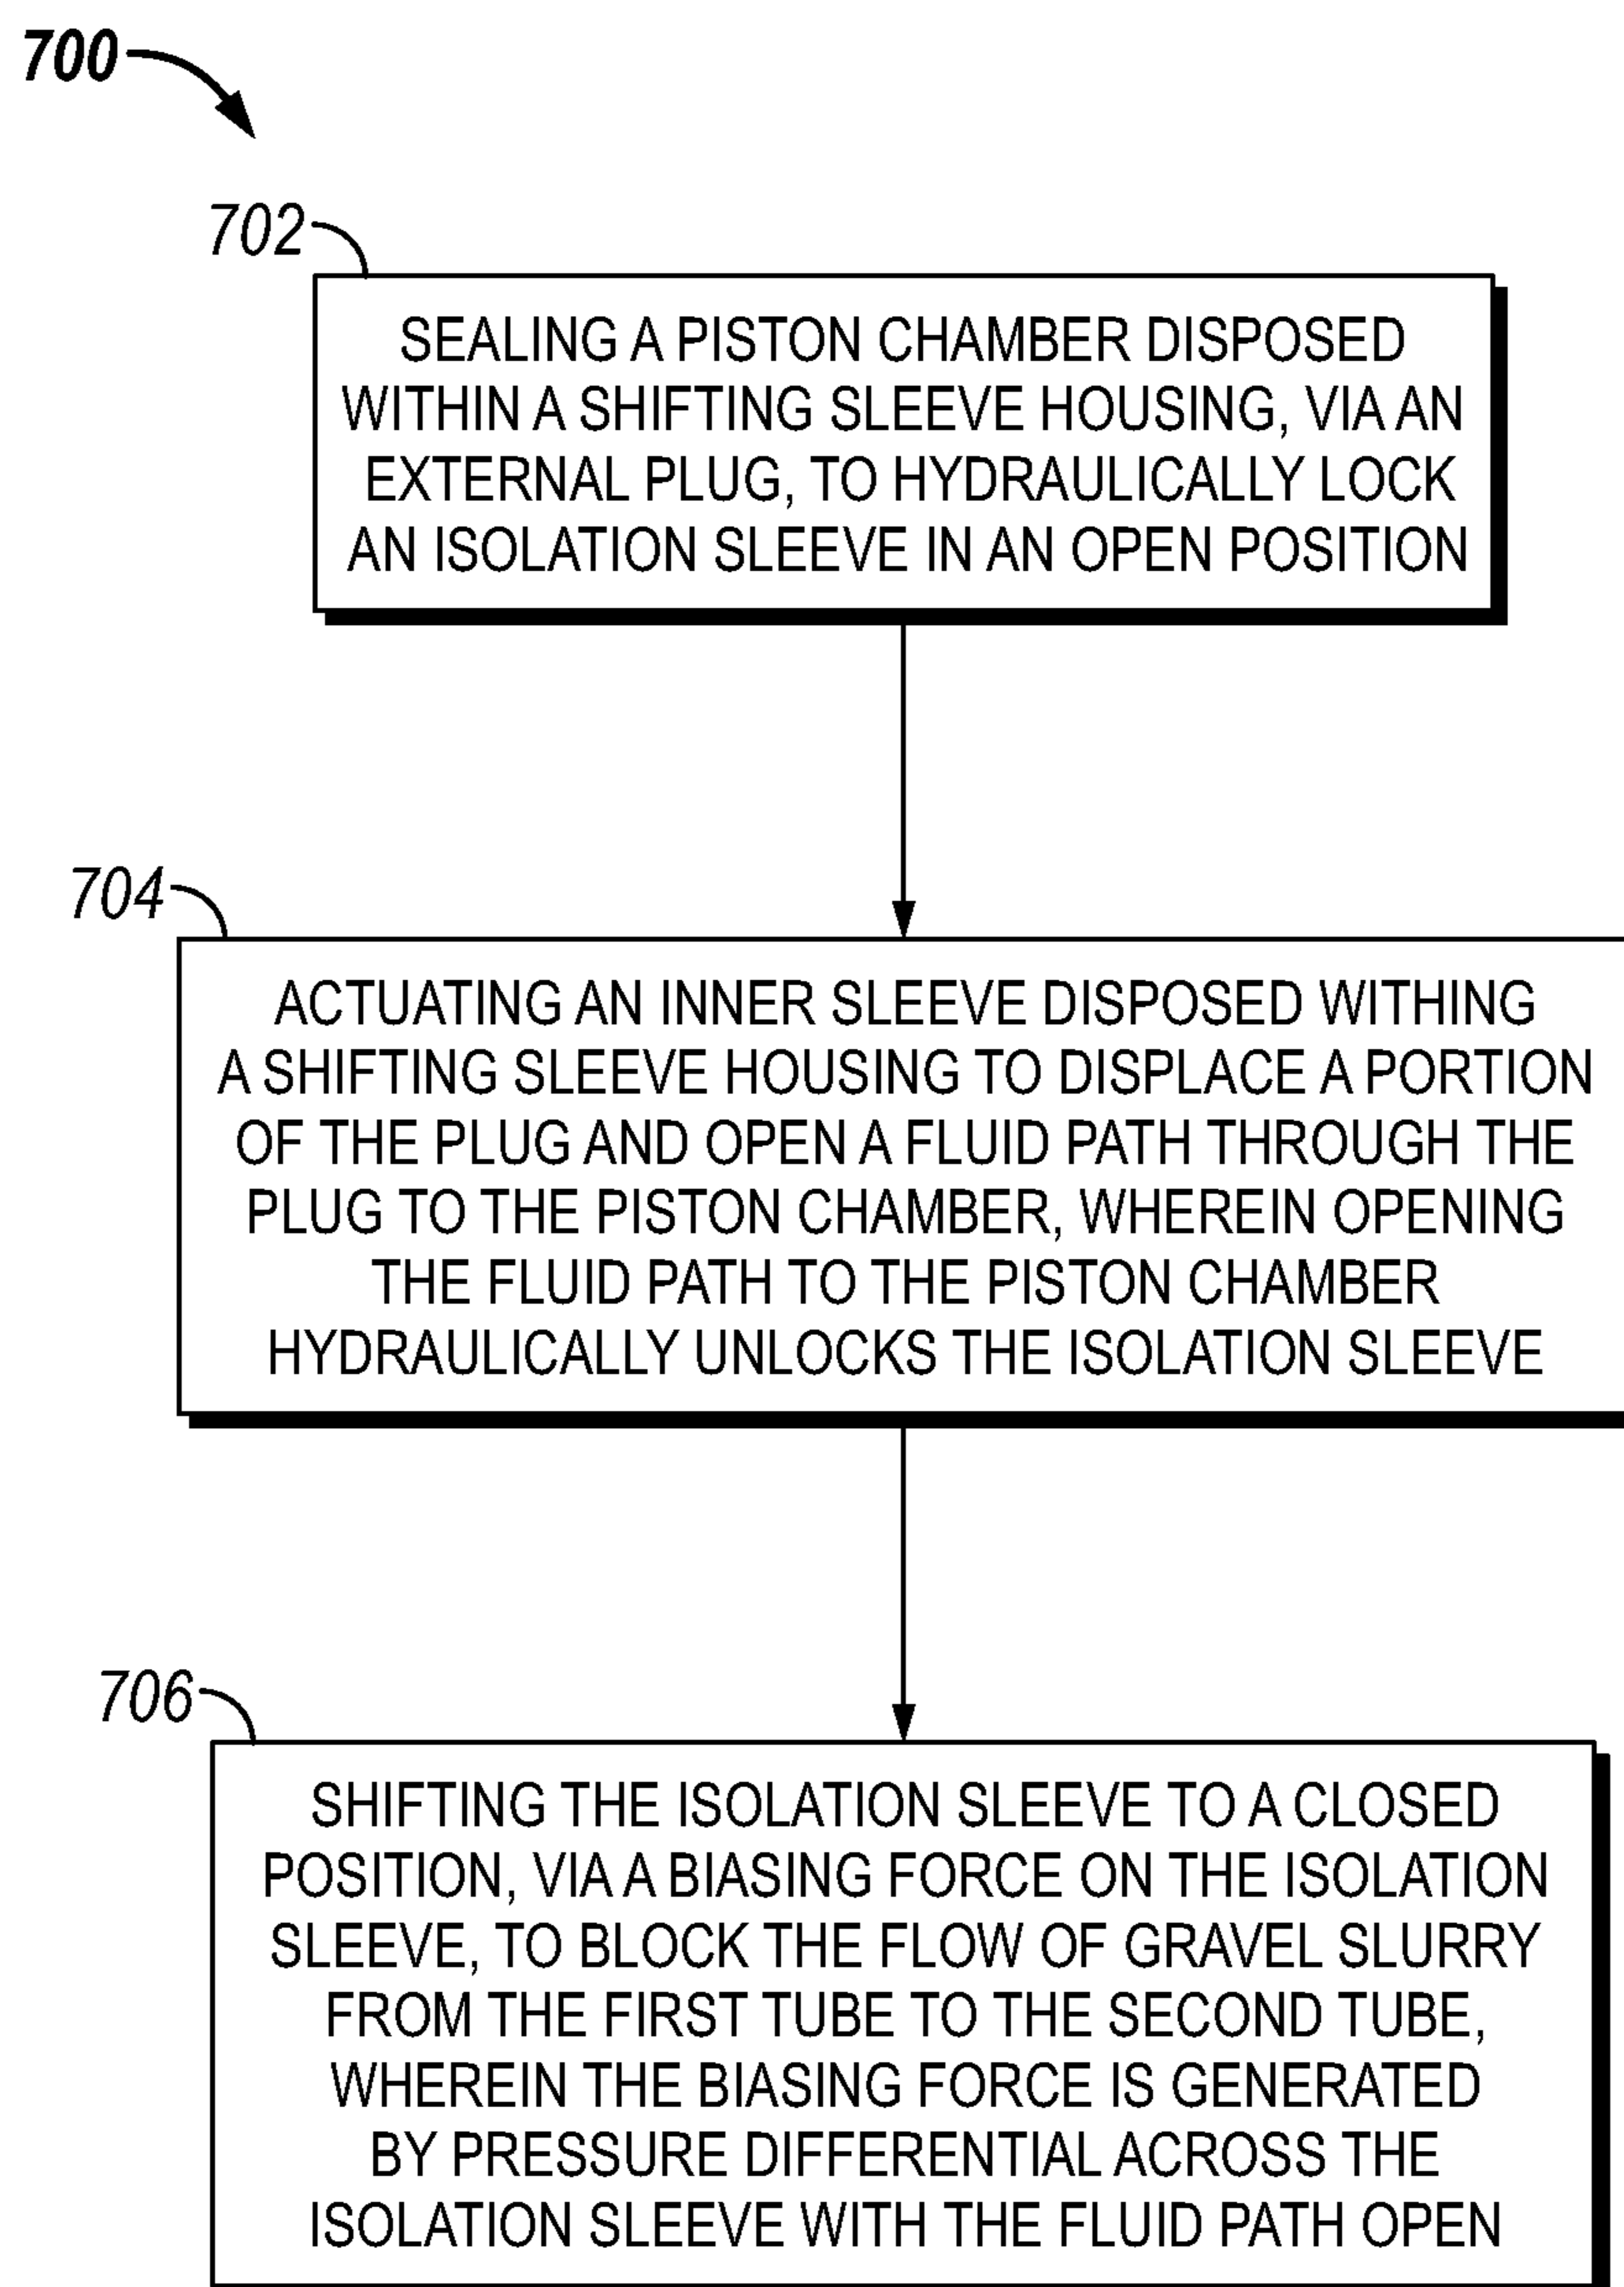 700
702
SEALING A PISTON CHAMBER DISPOSED
WITHIN A SHIFTING SLEEVE HOUSING, VIA AN
EXTERNAL PLUG, TO HYDRAULICALLY LOCK
AN ISOLATION SLEEVE IN AN OPEN POSITION
704
ACTUATING AN INNER SLEEVE DISPOSED WITHING
A SHIFTING SLEEVE HOUSING TO DISPLACE A PORTION
OF THE PLUG AND OPEN A FLUID PATH THROUGH THE
PLUG TO THE PISTON CHAMBER, WHEREIN OPENING
THE FLUID PATH TO THE PISTON CHAMBER
HYDRAULICALLY UNLOCKS THE ISOLATION SLEEVE
706
SHIFTING THE ISOLATION SLEEVE TO A CLOSED
POSITION, VIA A BIASING FORCE ON THE ISOLATION
SLEEVE, TO BLOCK THE FLOW OF GRAVEL SLURRY
FROM THE FIRST TUBE TO THE SECOND TUBE,
WHEREIN THE BIASING FORCE IS GENERATED
BY PRESSURE DIFFERENTIAL ACROSS THE
ISOLATION SLEEVE WITH THE FLUID PATH OPEN